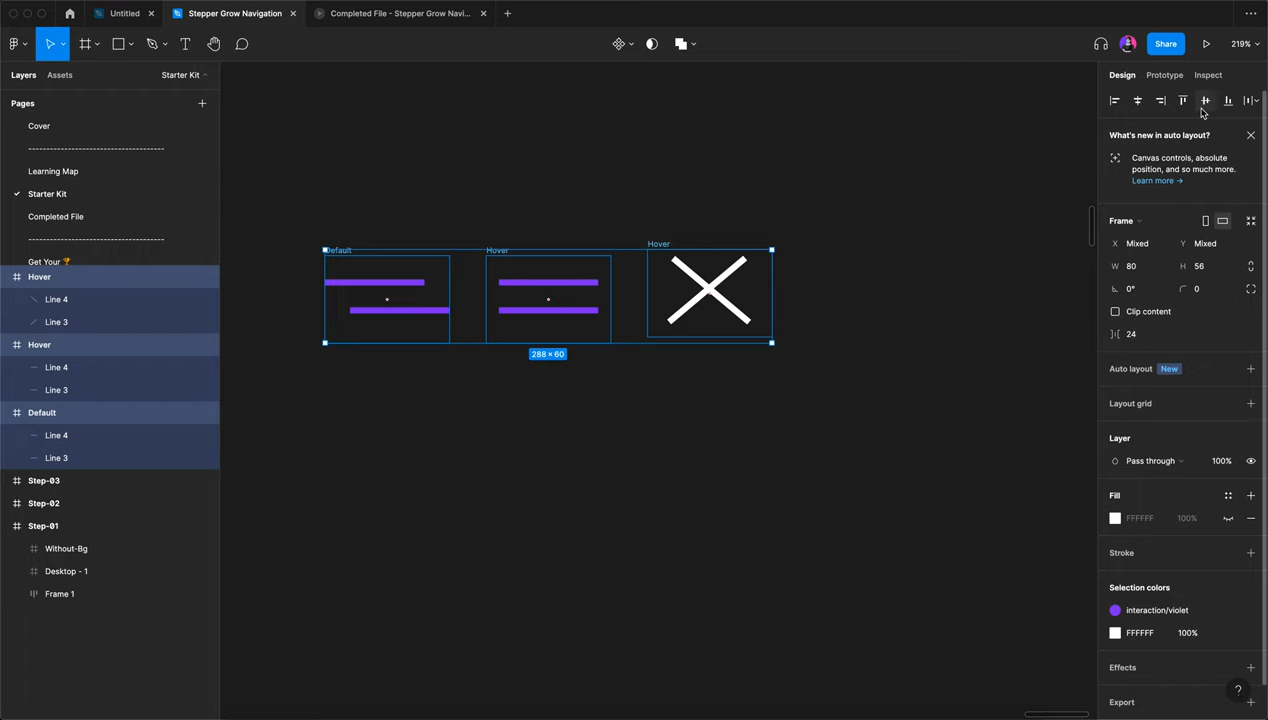 Untitled
Stepper Grow Navigation
Completed File - Stepper Grow Navi...
Share
219%
Layers
Assets
Starter Kit
Design
Prototype
Inspect
Pages
Cover
---------------------------------------
Learning Map
Starter Kit
Completed File
---------------------------------------
Get Your 🏆
Hover
Line 4
Line 3
Hover
Line 4
Line 3
Default
Line 4
Line 3
Step-03
Step-02
Step-01
Without-Bg
Desktop - 1
Frame 1
Default
Hover
Hover
288 × 60
What's new in auto layout?
Canvas controls, absolute
position, and so much more.
Learn more →
Frame
X Mixed Y Mixed
W 80 H 56
0° 0
Clip content
24
Auto layout New
Layout grid
Layer
Pass through 100%
Fill
FFFFFF 100%
Stroke
Selection colors
interaction/violet
FFFFFF 100%
Effects
Export
?